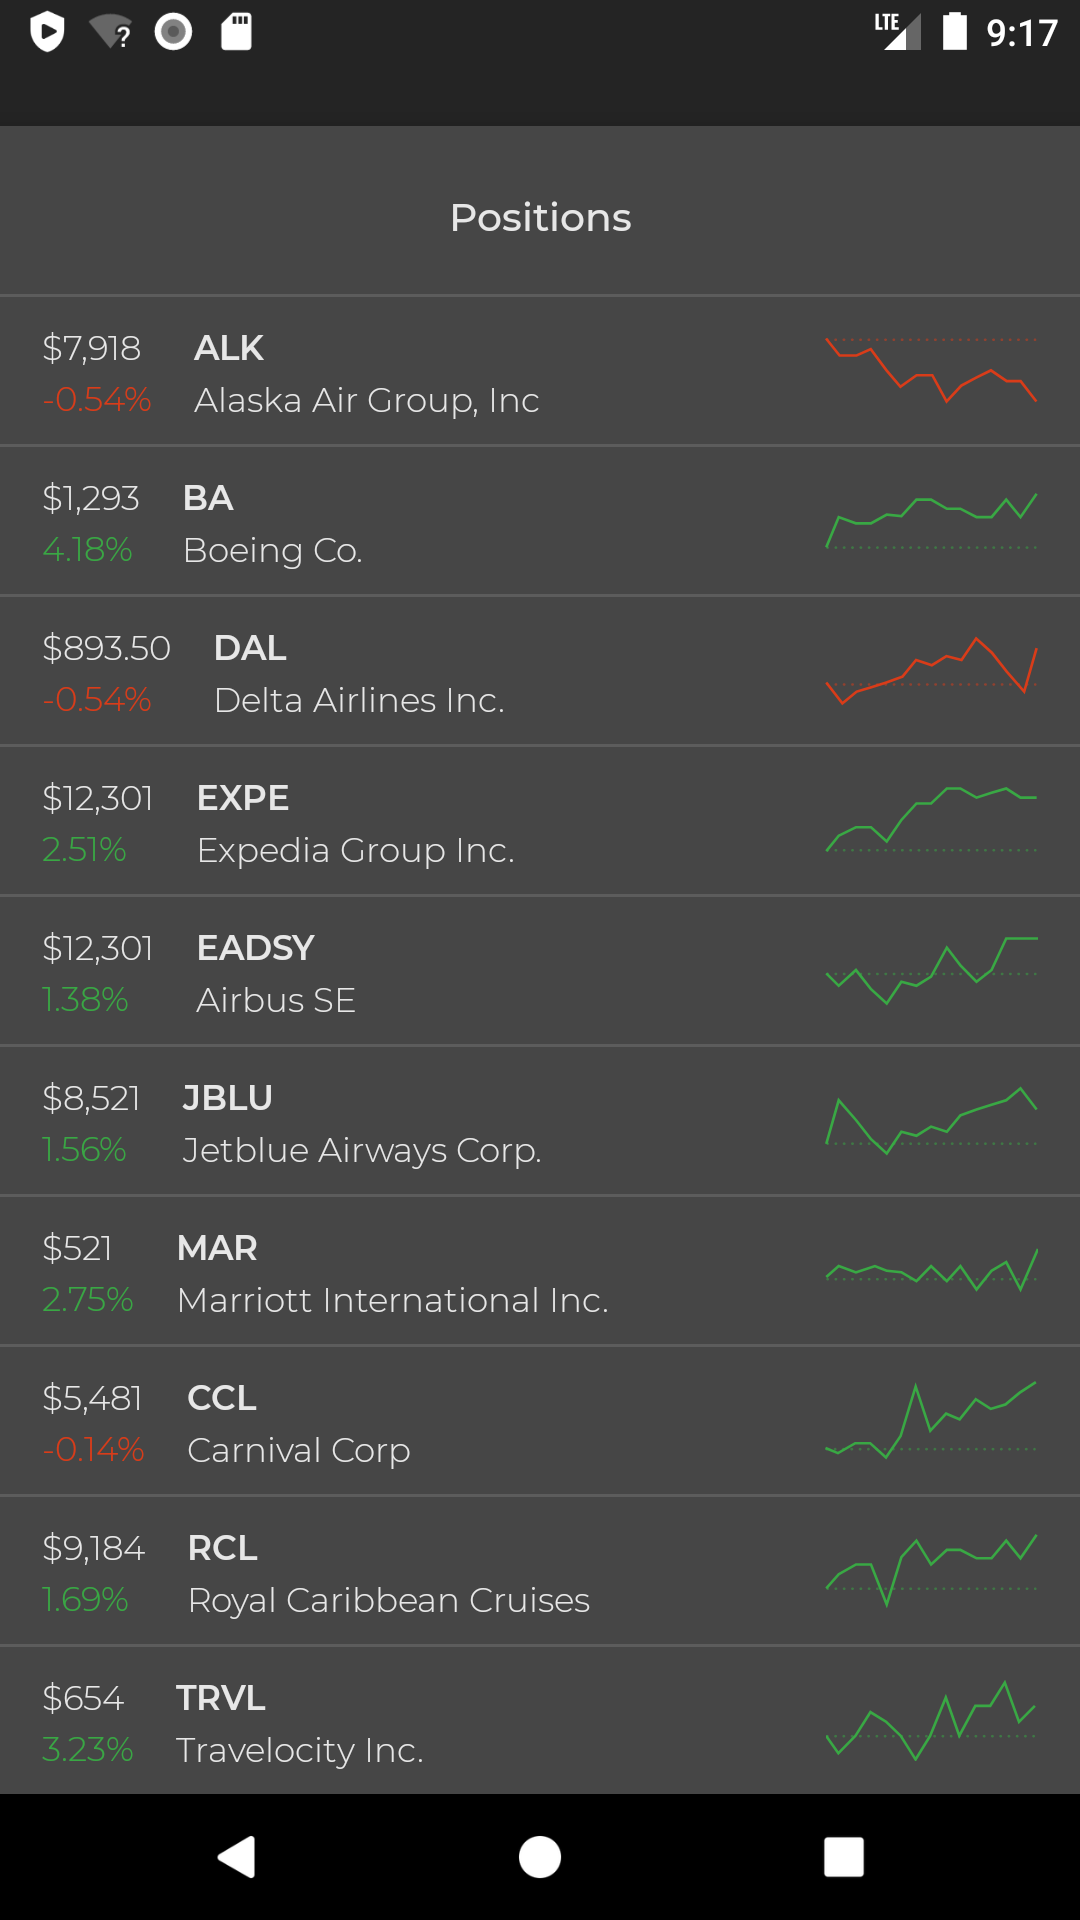 LTE 9:17
Positions
$7,918 ALK
-0.54% Alaska Air Group, Inc
$1,293 BA
4.18% Boeing Co.
$893.50 DAL
-0.54% Delta Airlines Inc.
$12,301 EXPE
2.51% Expedia Group Inc.
$12,301 EADSY
1.38% Airbus SE
$8,521 JBLU
1.56% Jetblue Airways Corp.
$521 MAR
2.75% Marriott International Inc.
$5,481 CCL
-0.14% Carnival Corp
$9,184 RCL
1.69% Royal Caribbean Cruises
$654 TRVL
3.23% Travelocity Inc.